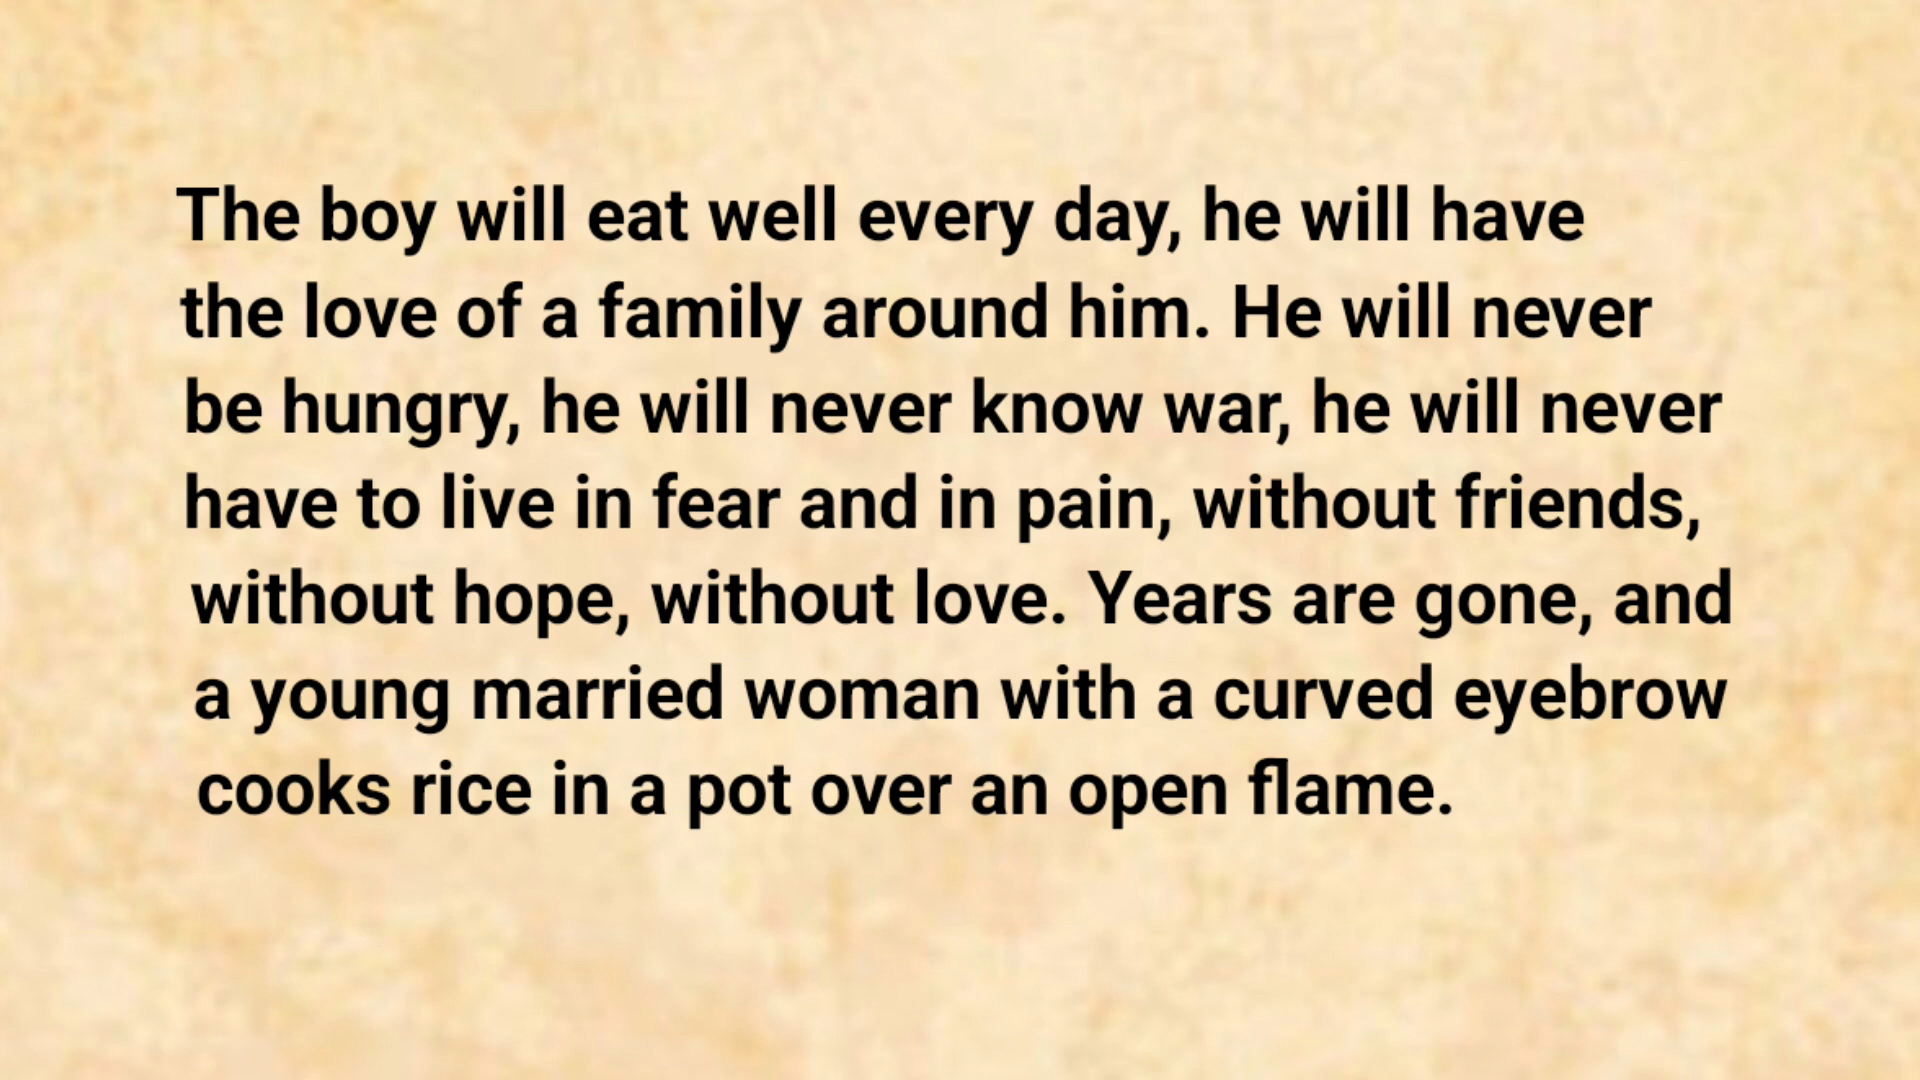 The boy will eat well every day, he will have
the love of a family around him. He will never
be hungry, he will never know war, he will never
have to live in fear and in pain, without friends,
without hope, without love. Years are gone, and
a young married woman with a curved eyebrow
cooks rice in a pot over an open flame.